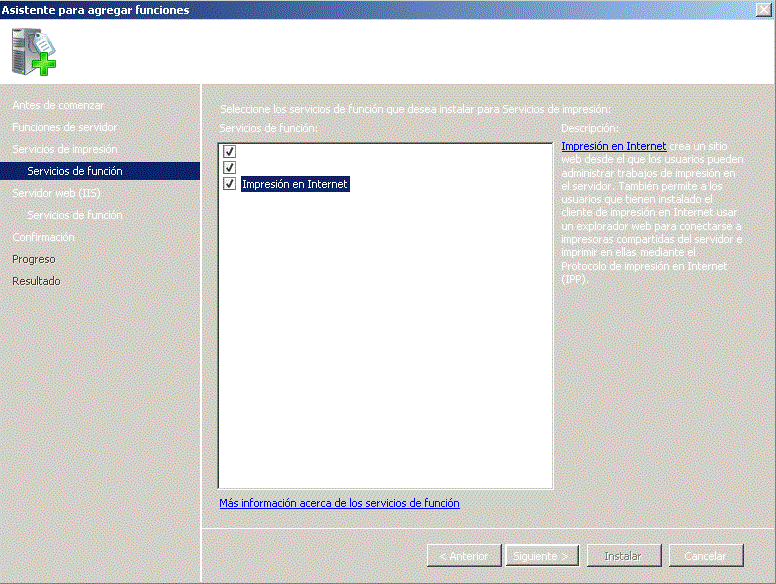 Asistente para agregar funciones
Antes de comenzar
Funciones de servidor
Servicios de impresión
Servicios de función
Servidor web (IIS)
Servicios de función
Confirmación
Progreso
Resultado
Seleccione los servicios de función que desea instalar para Servicios de impresión:
Servicios de función:
Impresión en Internet
Más información acerca de los servicios de función
Descripción:
Impresión en Internet crea un sitio
web desde el que los usuarios pueden
administrar trabajos de impresión en
el servidor. También permite a los
usuarios que tienen instalado el
cliente de impresión en Internet usar
un explorador web para conectarse a
impresoras compartidas del servidor e
imprimir en ellas mediante el
Protocolo de impresión en Internet
(IPP).
< Anterior
Siguiente >
Instalar
Cancelar